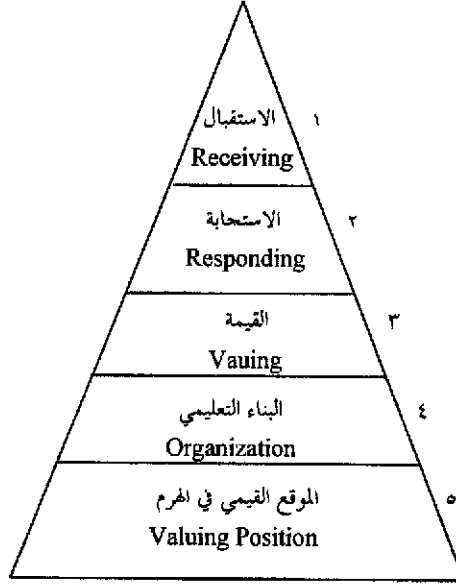 الاستقبال ١
Receiving
الاستجابة ٢
Responding
القيمة ٣
Vauing
البناء التعليمي ٤
Organization
الموقع القيمي في الهرم ٥
Valuing Position